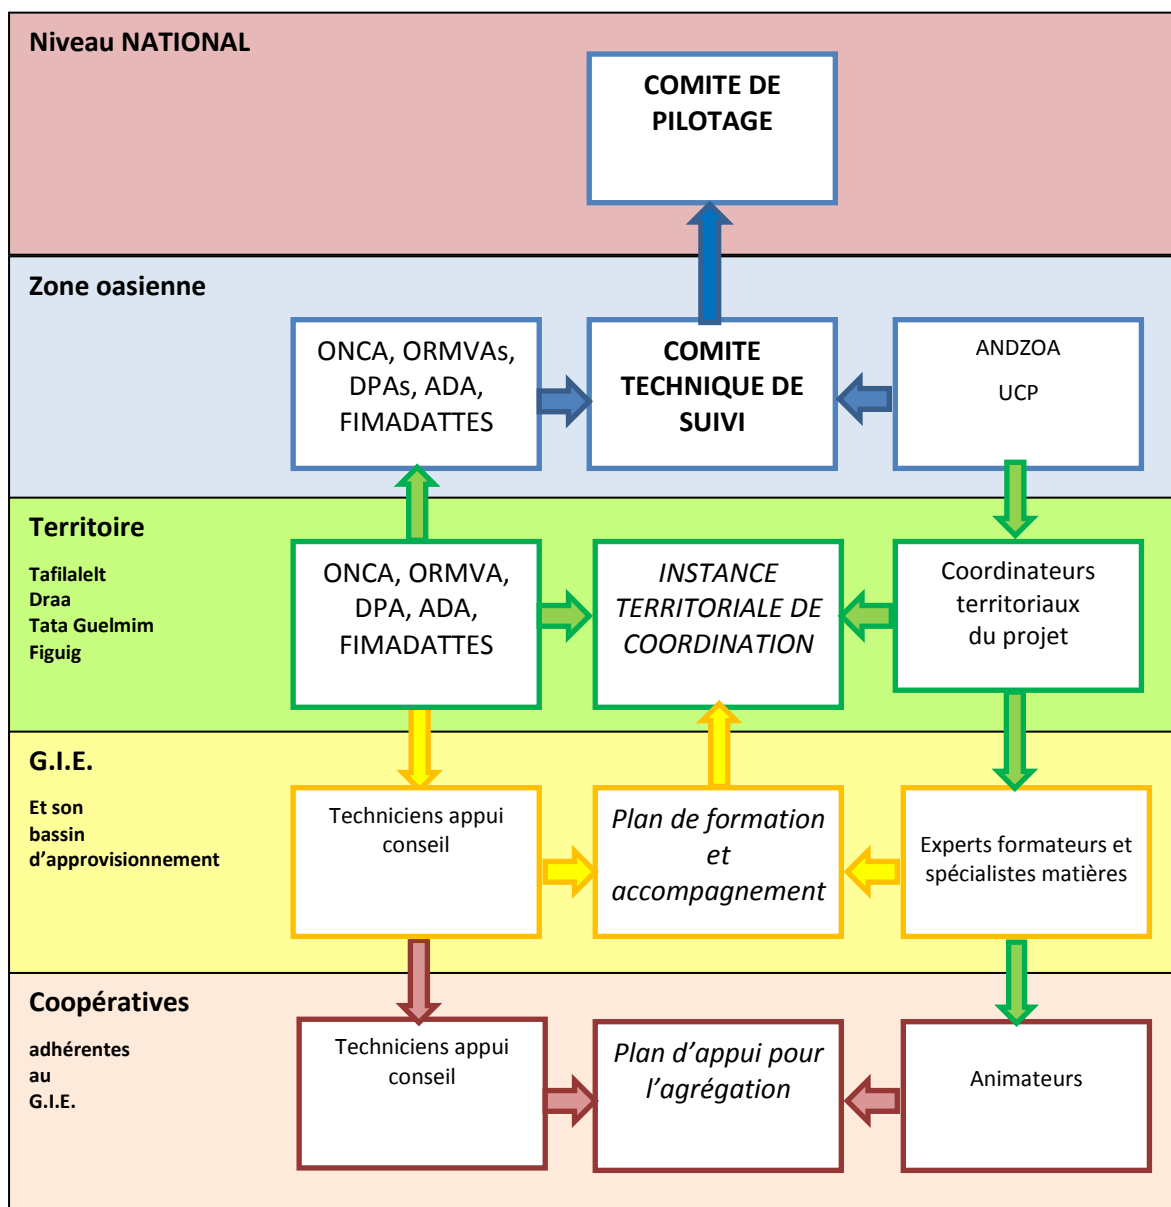 Niveau NATIONAL
COMITE DE
PILOTAGE
Zone oasienne
ONCA, ORMVAs,
DPAs, ADA,
FIMADATTES
COMITE
TECHNIQUE DE
SUIVI
ANDZOA
UCP
Territoire
Tafilalelt
Draa
Tata Guelmim
Figuig
ONCA, ORMVA,
DPA, ADA,
FIMADATTES
INSTANCE
TERRITORIALE DE
COORDINATION
Coordinateurs
territoriaux
du projet
G.I.E.
Et son
bassin
d’approvisionnement
Techniciens appui
conseil
Plan de formation
et
accompagnement
Experts formateurs et
spécialistes matières
Coopératives
adhérentes
au
G.I.E.
Techniciens appui
conseil
Plan d’appui pour
l’agrégation
Animateurs